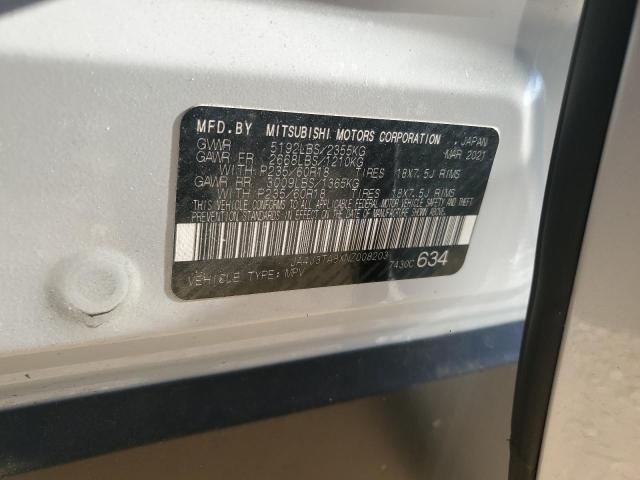 MFD.BY MITSUBISHI MOTORS CORPORATION, JAPAN
GVWR 5192LBS/2355KG MAR 2021
GAWR FR 2668LBS/1210KG
WITH P235/60R18 TIRES 18X7.5J RIMS
GAWR RR 3009LBS/1365KG
WITH P235/60R18 TIRES 18X7.5J RIMS
THIS VEHICLE CONFORMS TO ALL APPLICABLE FEDERAL MOTOR VEHICLE SAFETY AND THEFT
PREVENTION STANDARDS IN EFFECT ON THE DATE OF MANUFACTURE SHOWN ABOVE.
JA4J3TA8XNZ008203
7430C 634
VEHICLE TYPE: MPV